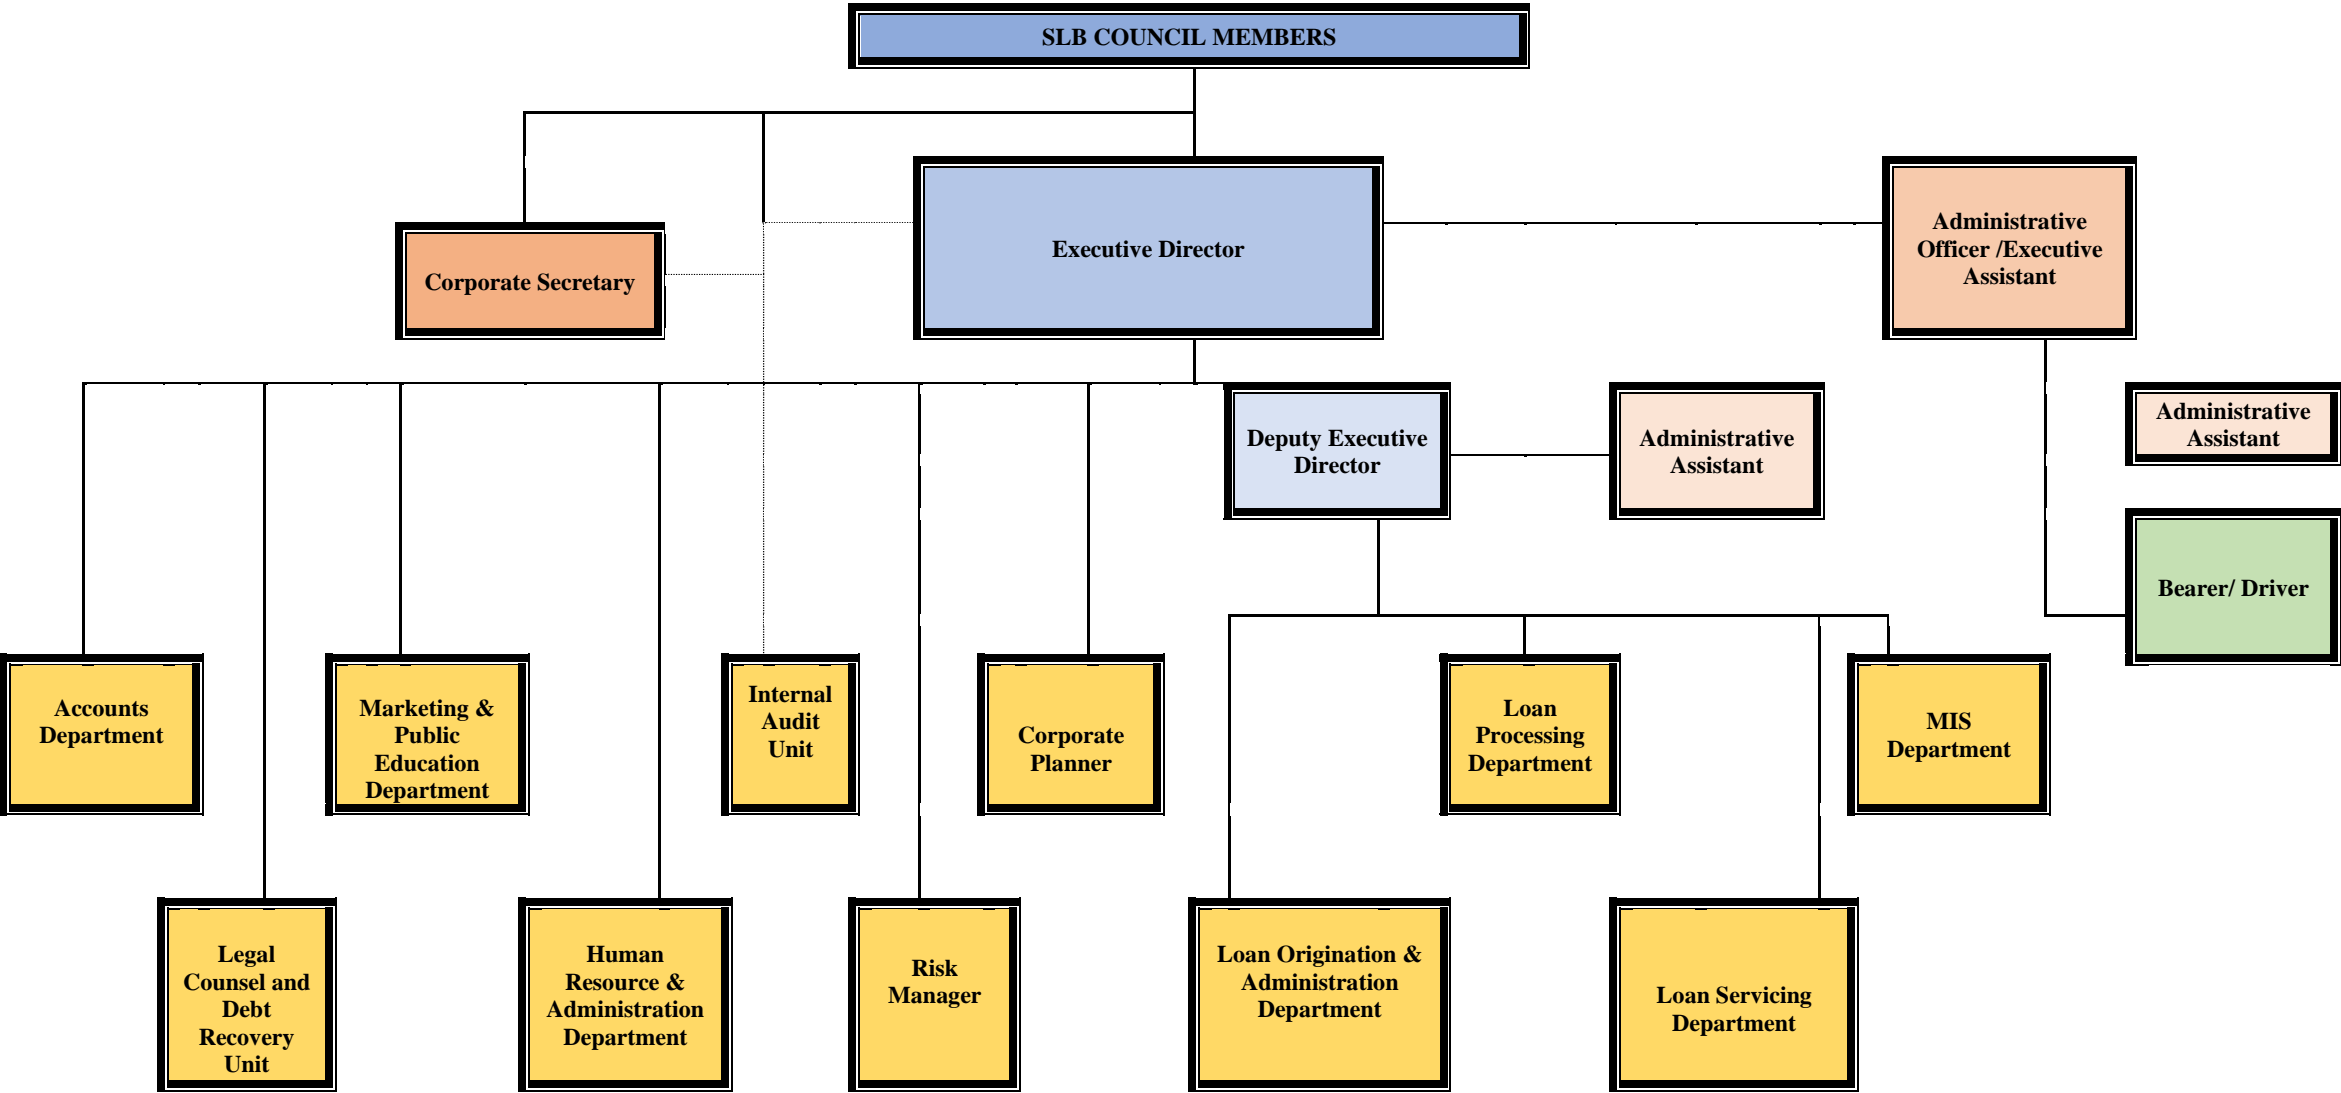 SLB COUNCIL MEMBERS
Executive Director
Administrative
Officer /Executive
Assistant
Corporate Secretary
Deputy Executive
Director
Administrative
Assistant
Administrative
Assistant
Bearer/ Driver
Accounts
Department
Marketing &
Public
Education
Department
Internal
Audit
Unit
Corporate
Planner
Loan
Processing
Department
MIS
Department
Legal
Counsel and
Debt
Recovery
Unit
Human
Resource &
Administration
Department
Risk
Manager
Loan Origination &
Administration
Department
Loan Servicing
Department